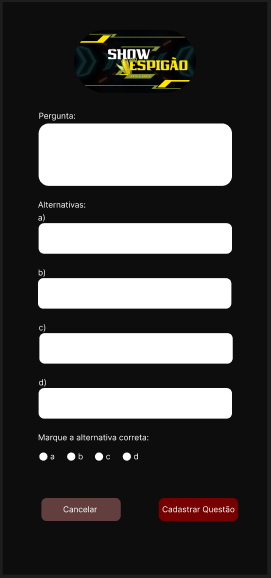 SHOW
ESPIGÃO
Pergunta:
Alternativas:
a)
b)
c)
d)
Marque a alternativa correta:
a b c d
Cancelar Cadastrar Questão